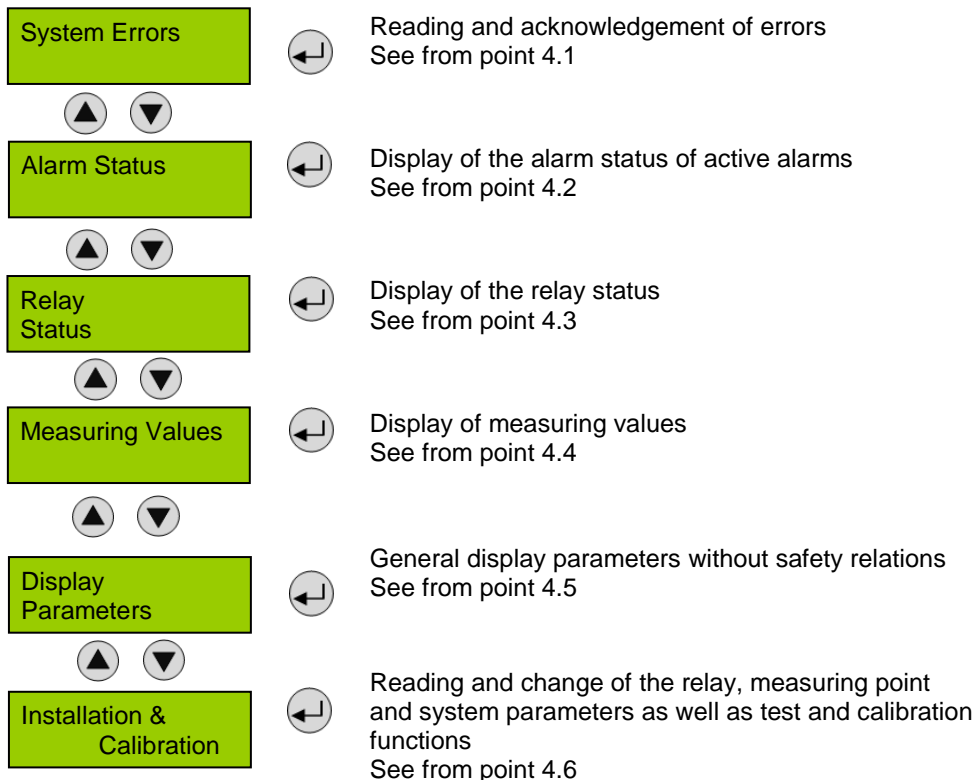 System Errors
Reading and acknowledgement of errors
See from point 4.1
Alarm Status
Display of the alarm status of active alarms
See from point 4.2
Relay
Status
Display of the relay status
See from point 4.3
Measuring Values
Display of measuring values
See from point 4.4
Display
Parameters
General display parameters without safety relations
See from point 4.5
Installation &
Calibration
Reading and change of the relay, measuring point
and system parameters as well as test and calibration
functions
See from point 4.6